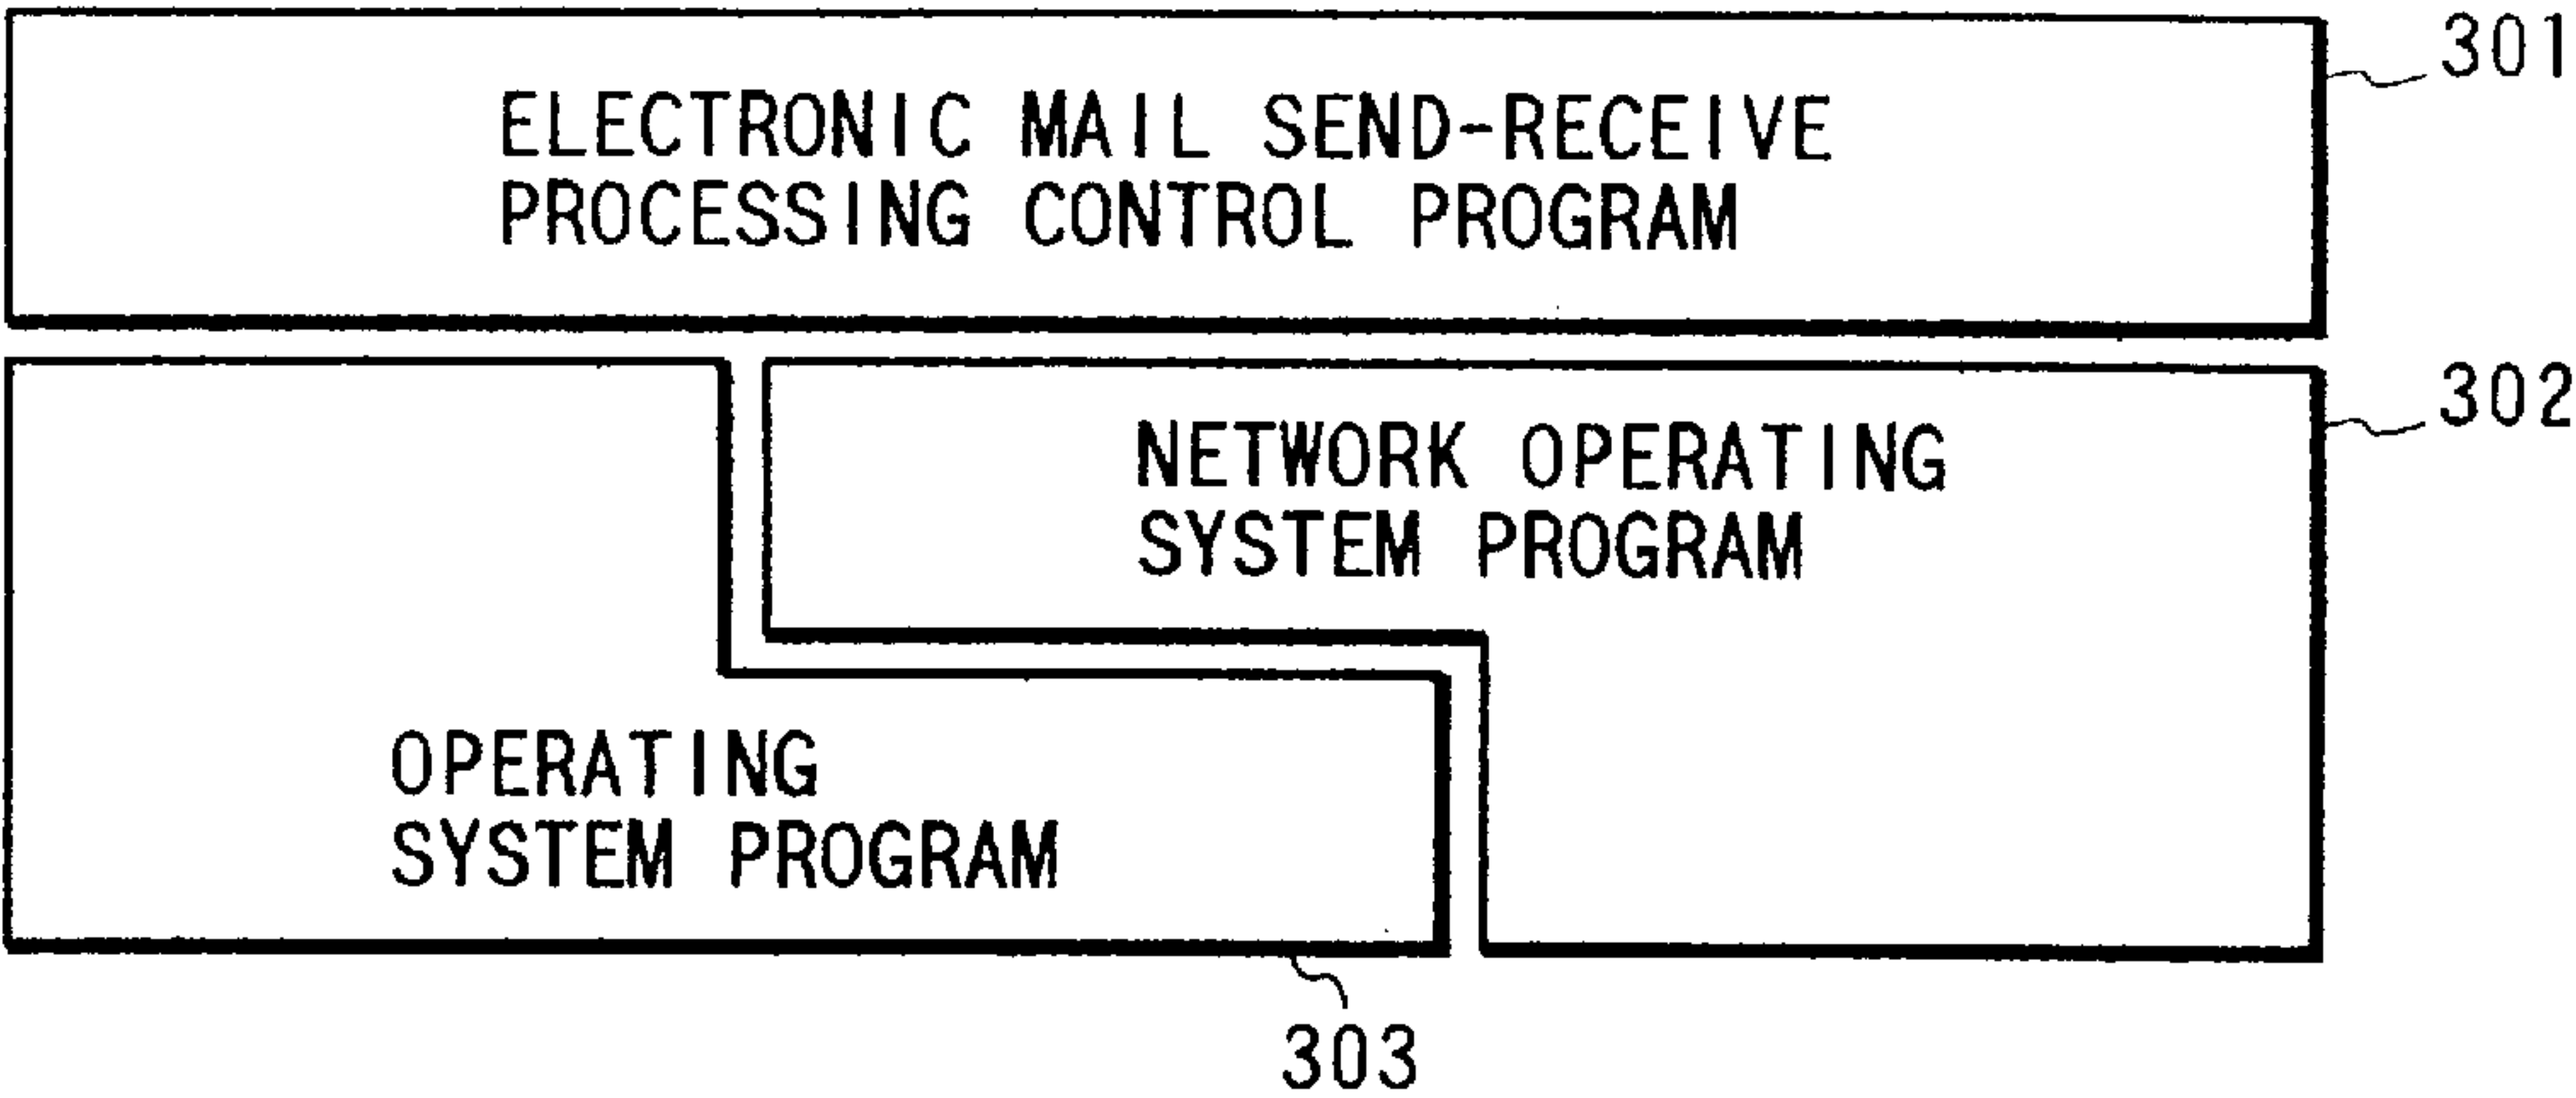 301
ELECTRONIC MAIL SEND-RECEIVE
PROCESSING CONTROL PROGRAM
302
NETWORK OPERATING
SYSTEM PROGRAM
OPERATING
SYSTEM PROGRAM
303